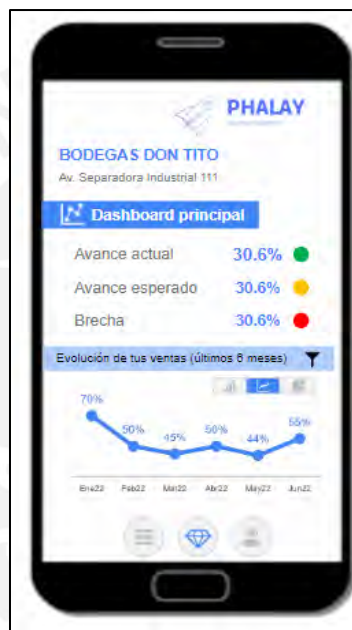 PHALAY
BODEGAS DON TITO
Av. Separadora Industrial 111
Dashboard principal
Avance actual 30.6%
Avance esperado 30.6%
Brecha 30.6%
Evolución de tus ventas (últimos 6 meses)
70% 50% 45% 50% 44% 55%
Ene22 Feb22 Mar22 Abr22 May22 Jun22